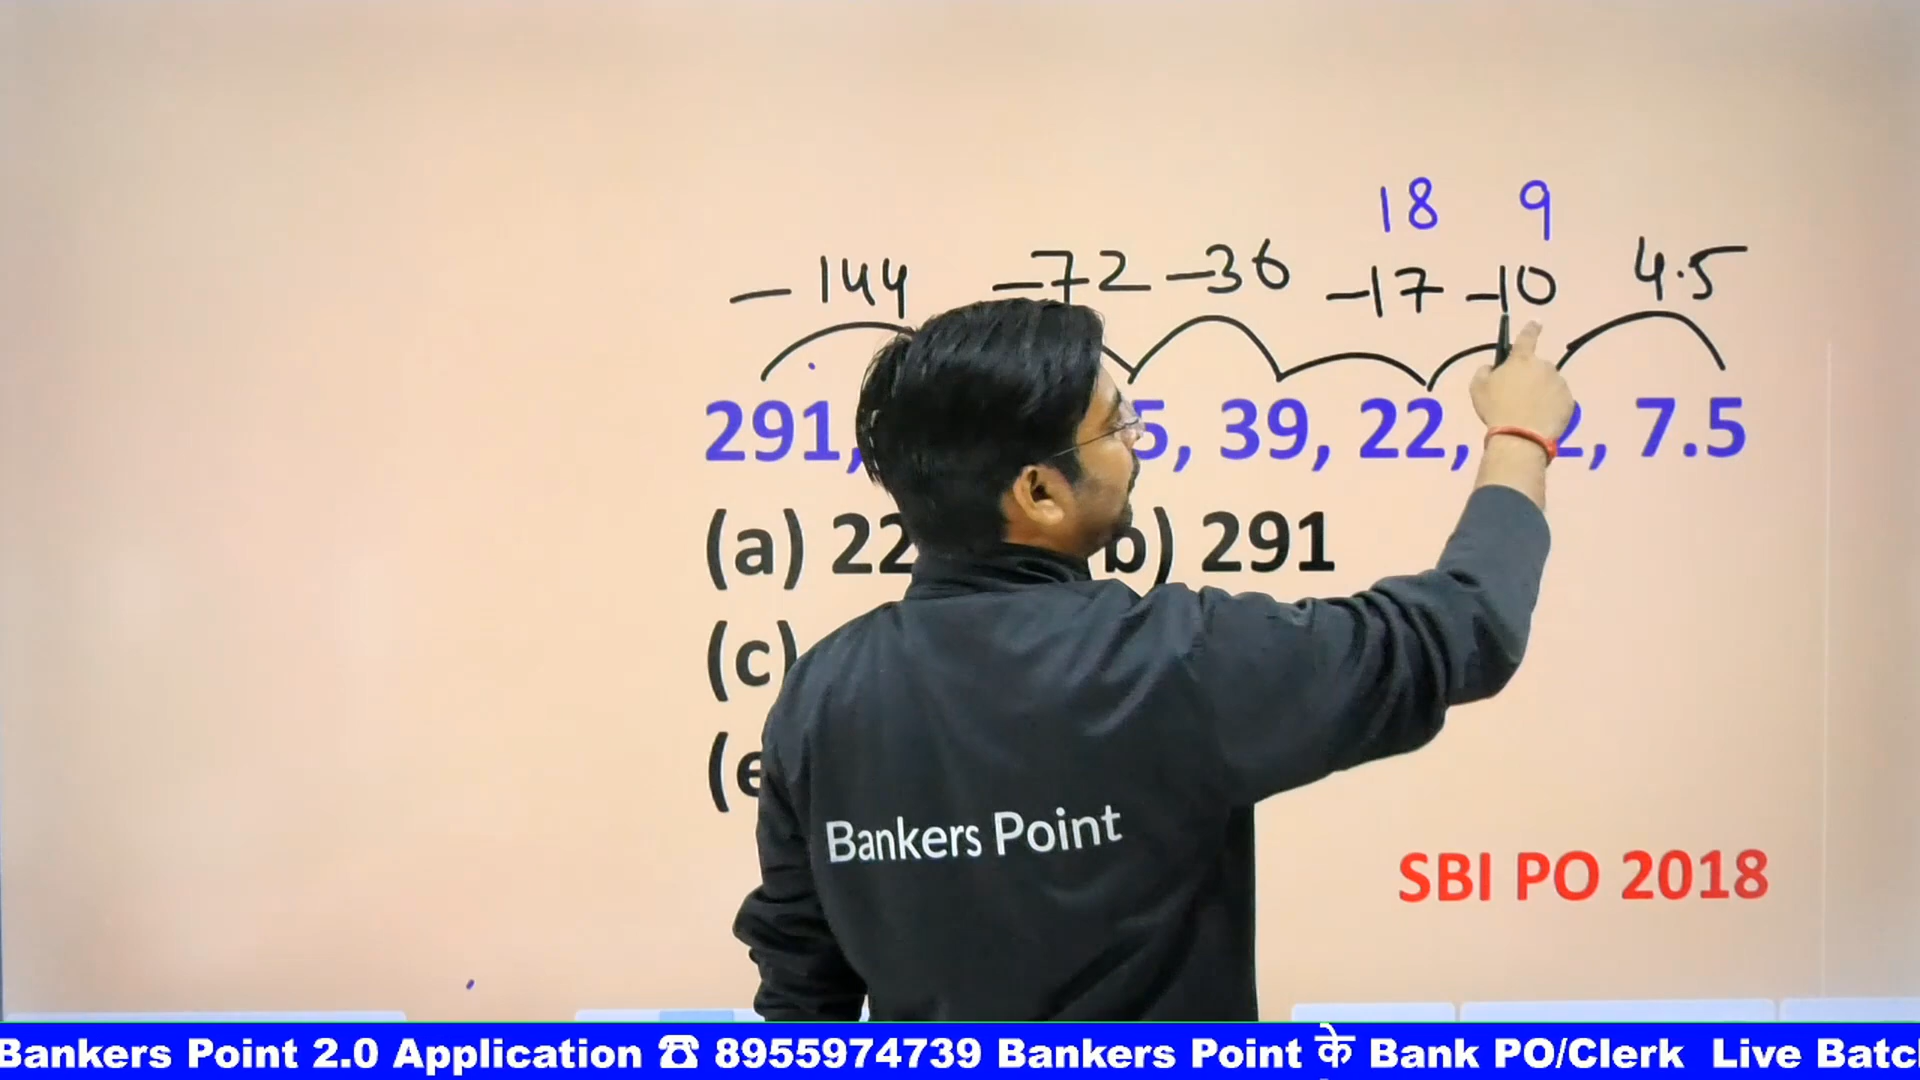 18 9
– 144 –72 –36 –17 –10 4.5
291, 5, 39, 22, 2, 7.5
(a) 22 b) 291
(c)
(e
Bankers Point
SBI PO 2018
Bankers Point 2.0 Application ☎ 8955974739 Bankers Point के Bank PO/Clerk Live Batc